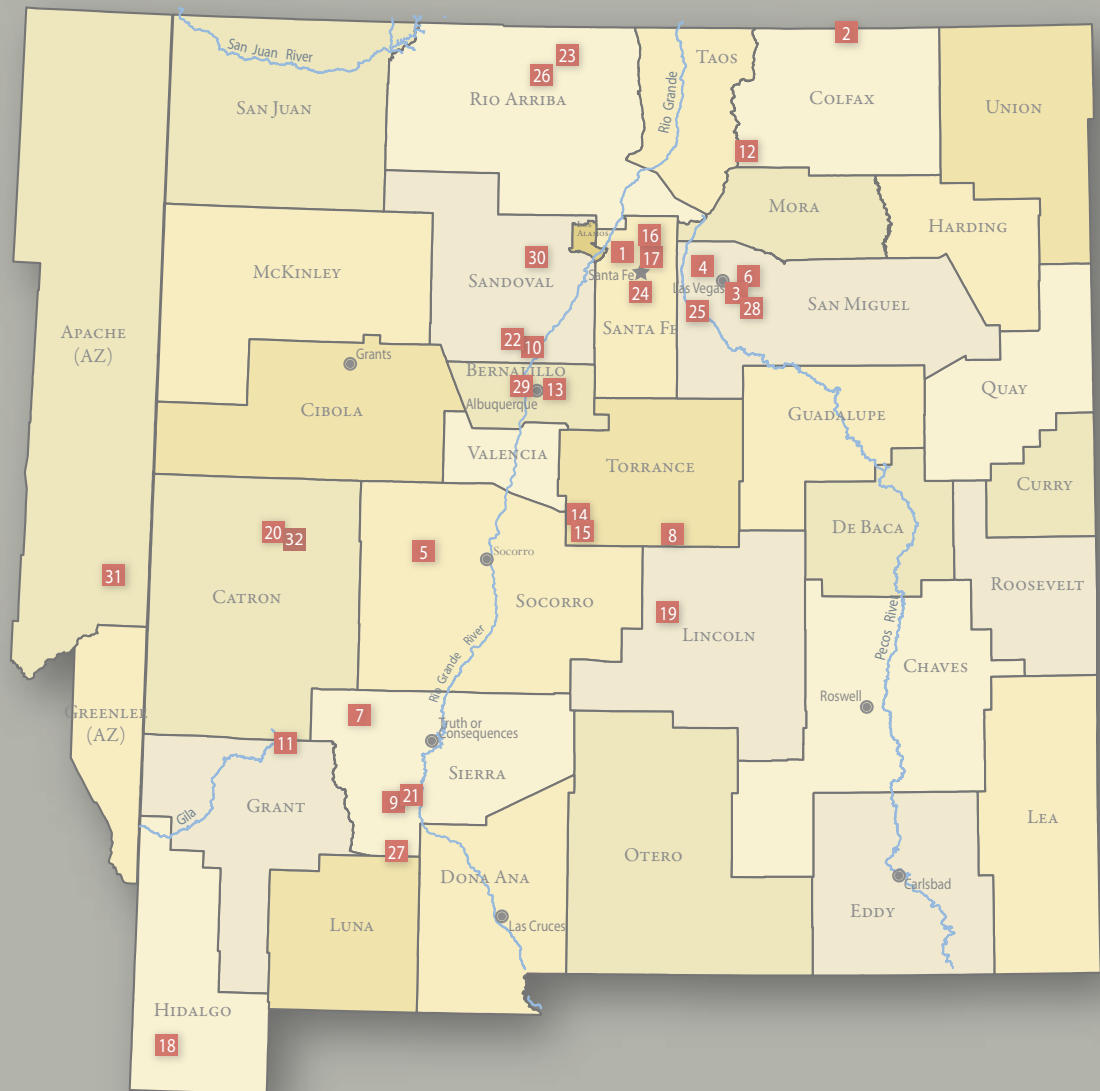 2
San Juan River
Taos
23
26
Rio Arriba
Colfax
San Juan
Rio Grande
Union
12
Mora
Harding
Los
Alamos
16
1
17
30
Sandoval
McKinley
Santa Fe
4
6
Las Vegas
3
24
28
25
San Miguel
Santa Fe
Apache
(AZ)
22
10
Grants
Bernalillo
29
13
Albuquerque
Quay
Cibola
Guadalupe
Valencia
Torrance
Curry
14
15
8
De Baca
20
32
5
Socorro
31
Catron
Socorro
Roosevelt
19
Lincoln
Pecos River
Chaves
Rio Grande River
Roswell
Greenlee
(AZ)
7
Truth or
Consequences
11
Sierra
9
21
Grant
Gila
Lea
27
Otero
Dona Ana
Carlsbad
Eddy
Luna
Las Cruces
Hidalgo
18